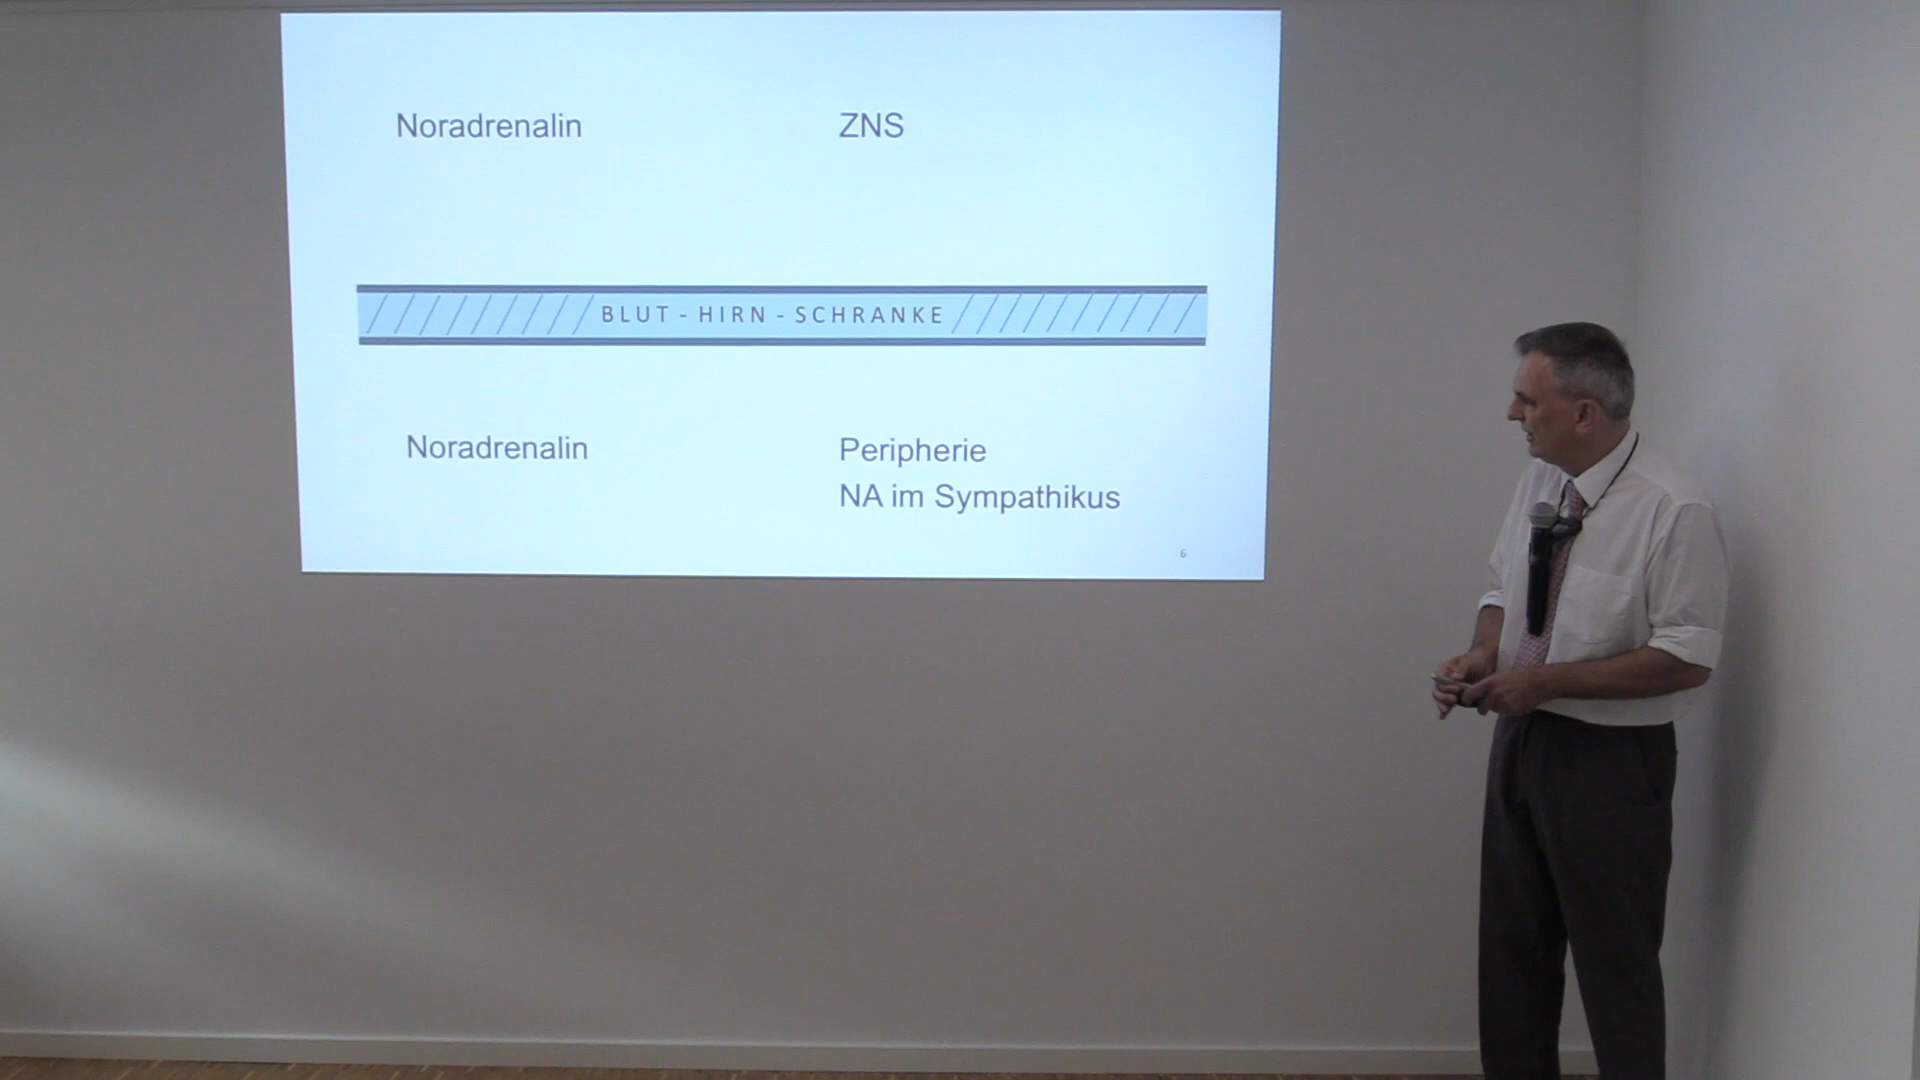 Noradrenalin ZNS
BLUT - HIRN - SCHRANKE
Noradrenalin Peripherie
NA im Sympathikus
6